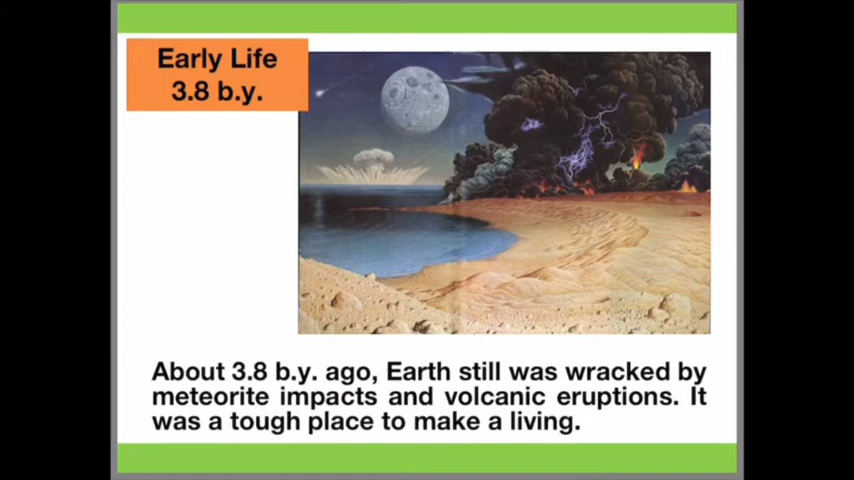 Early Life
3.8 b.y.
About 3.8 b.y. ago, Earth still was wracked by
meteorite impacts and volcanic eruptions. It
was a tough place to make a living.